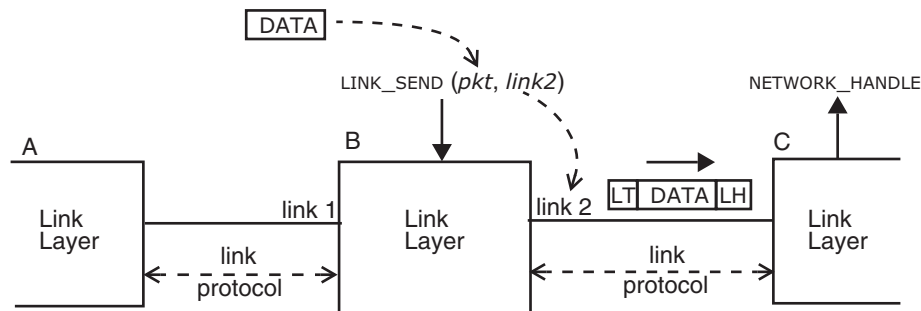 DATA
LINK_SEND (pkt, link2)
NETWORK_HANDLE
A
B
C
Link
Layer
link 1
Link
Layer
link 2
LT DATA LH
Link
Layer
link
protocol
link
protocol